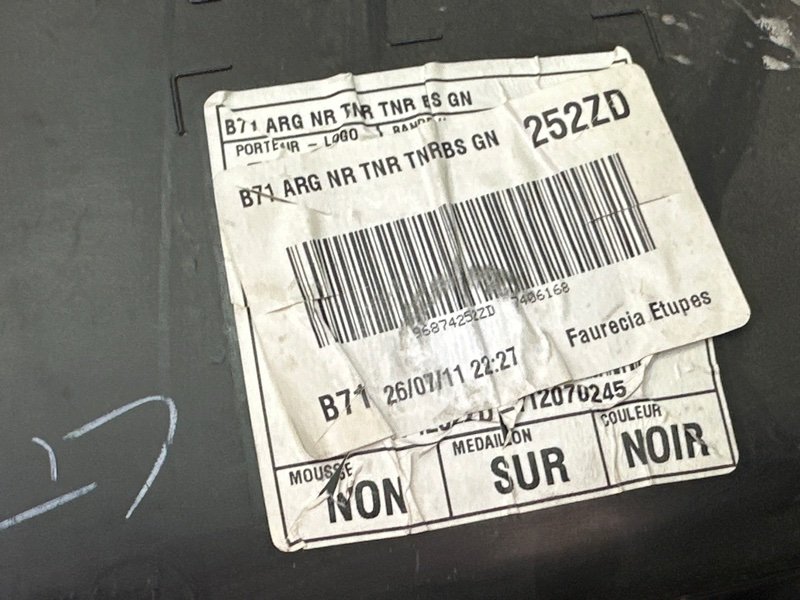 B71 ARG NR TNR TNR BS GN
PORTEUR - LOGO
252ZD
B71 ARG NR TNR TNRBS GN
96874252ZD 7406168
Faurecia Etupes
B71 26/07/11 22:27
712070245
MOUSSE
NON
MEDAILLON
SUR
COULEUR
NOIR